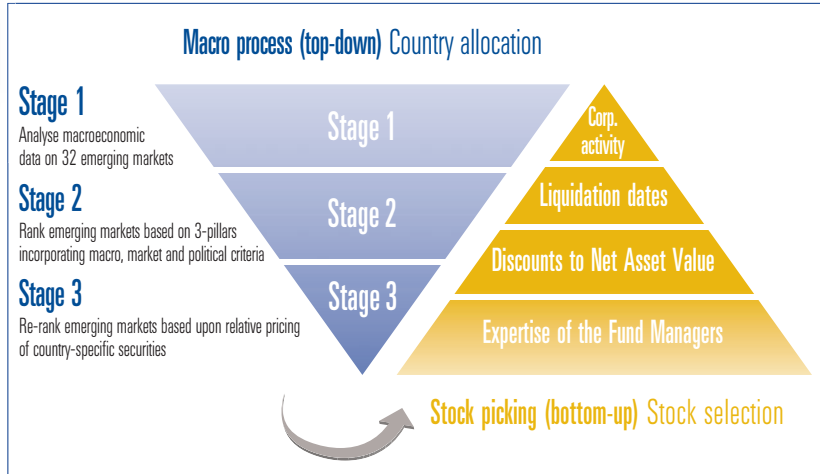 Macro process (top-down) Country allocation
Stage 1
Analyse macroeconomic
data on 32 emerging markets
Stage 2
Rank emerging markets based on 3-pillars
incorporating macro, market and political criteria
Stage 3
Re-rank emerging markets based upon relative pricing
of country-specific securities
Stage 1
Stage 2
Stage 3
Corp.
activity
Liquidation dates
Discounts to Net Asset Value
Expertise of the Fund Managers
Stock picking (bottom-up) Stock selection